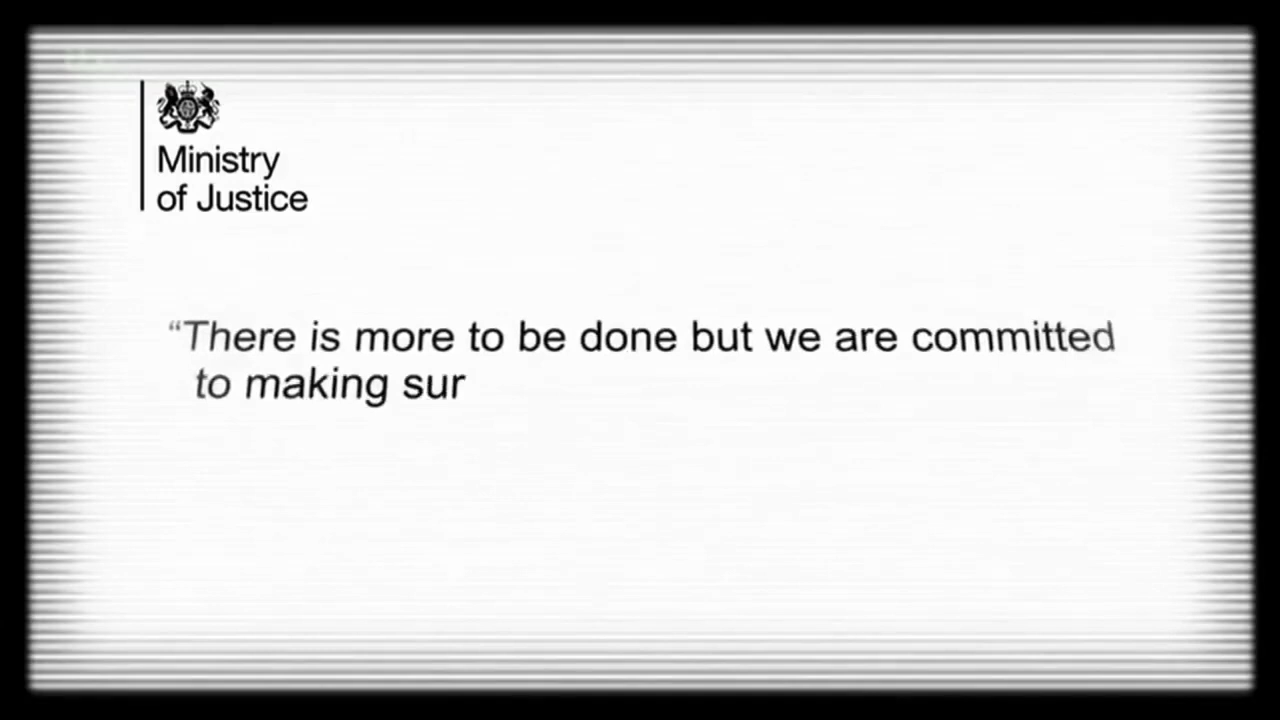 Ministry
of Justice
“There is more to be done but we are committed
to making sur